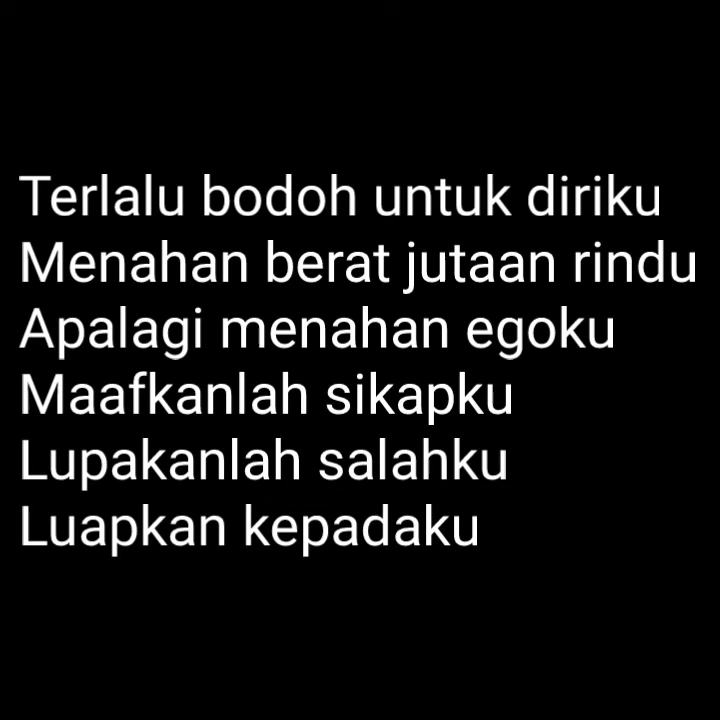 Terlalu bodoh untuk diriku
Menahan berat jutaan rindu
Apalagi menahan egoku
Maafkanlah sikapku
Lupakanlah salahku
Luapkan kepadaku